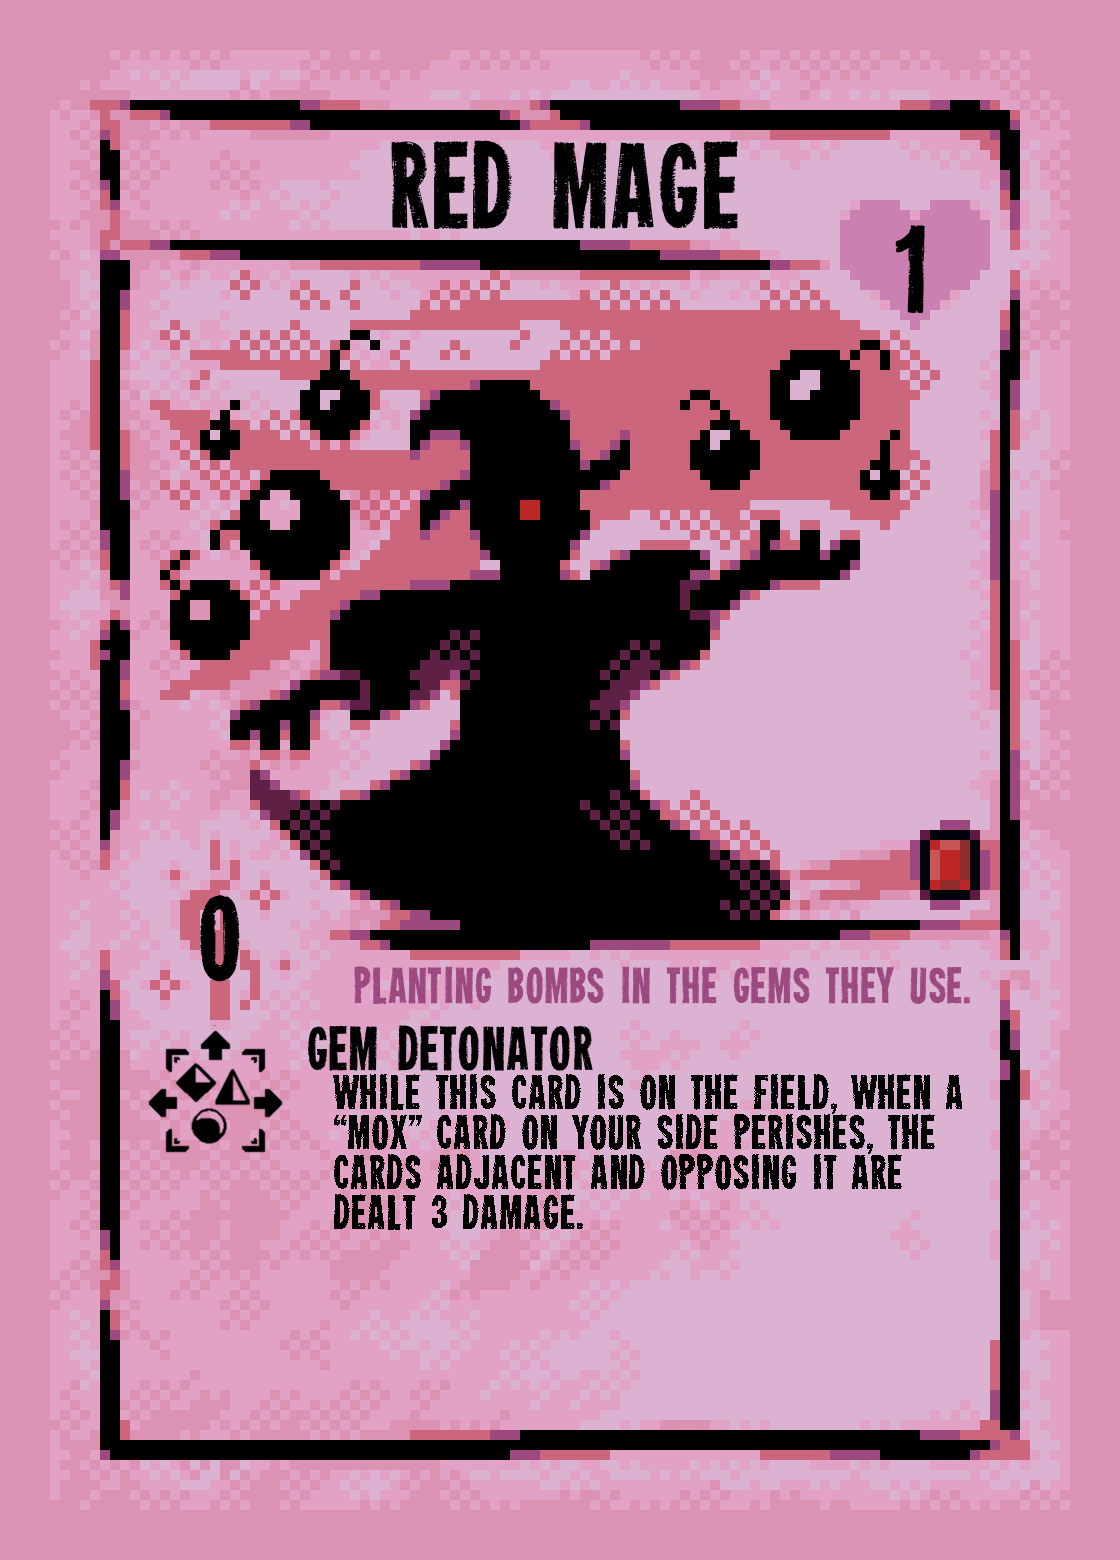 RED MAGE
1
0
PLANTING BOMBS IN THE GEMS THEY USE.
GEM DETONATOR
WHILE THIS CARD IS ON THE FIELD, WHEN A
“MOX” CARD ON YOUR SIDE PERISHES, THE
CARDS ADJACENT AND OPPOSING IT ARE
DEALT 3 DAMAGE.